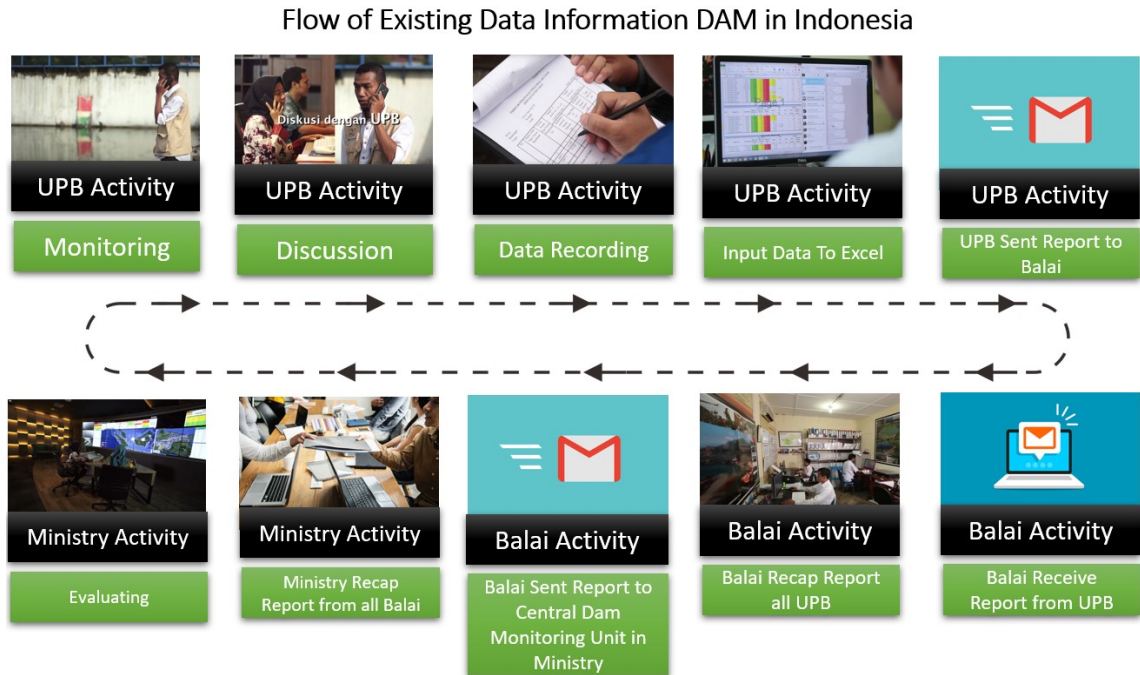 Flow of Existing Data Information DAM in Indonesia
Diskusi dengan UPB
UPB Activity
UPB Activity
UPB Activity
UPB Activity
UPB Activity
Monitoring
Discussion
Data Recording
Input Data To Excel
UPB Sent Report to
Balai
Ministry Activity
Ministry Activity
Balai Activity
Balai Activity
Balai Activity
Evaluating
Ministry Recap
Report from all Balai
Balai Sent Report to
Central Dam
Monitoring Unit in
Ministry
Balai Recap Report
all UPB
Balai Receive
Report from UPB